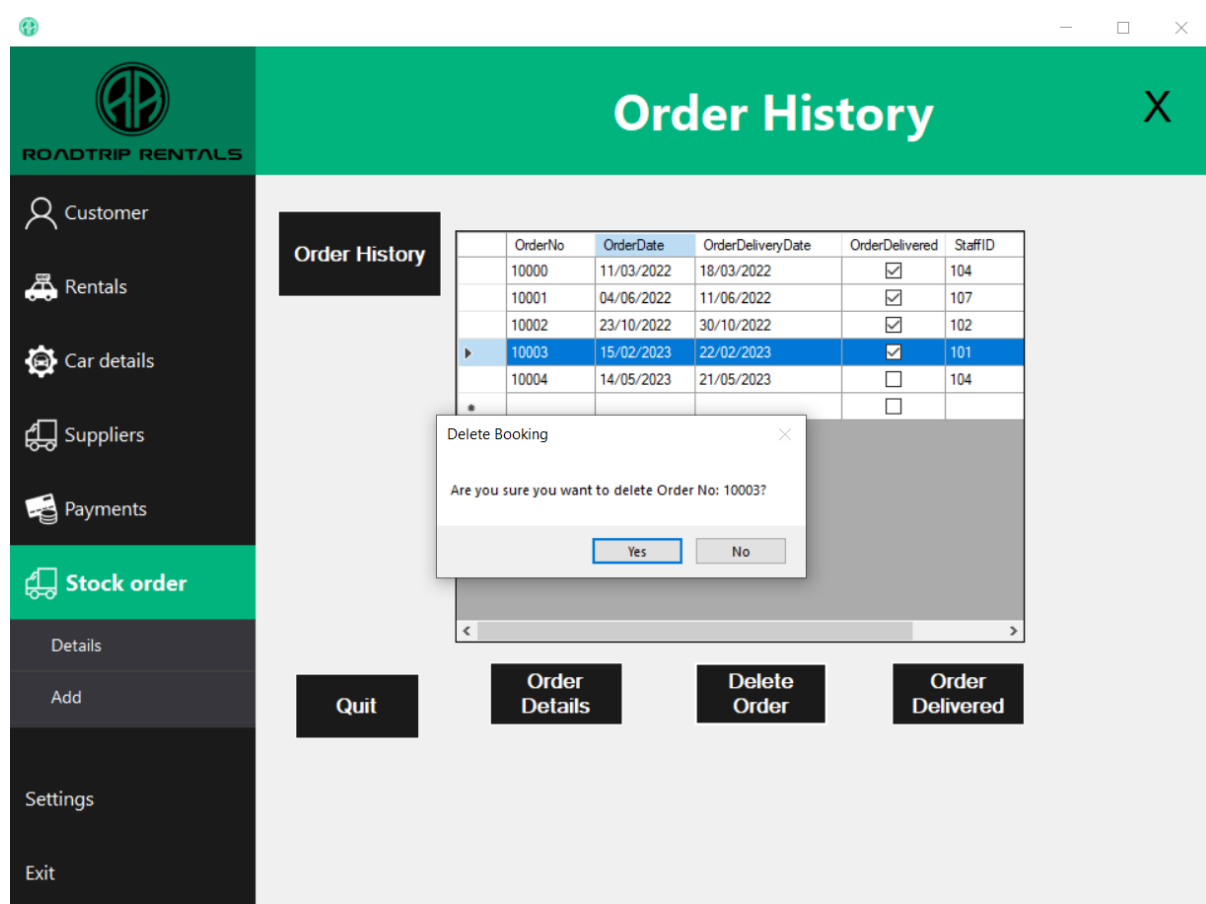 ROADTRIP RENTALS
Order History
X
Customer
Rentals
Car details
Suppliers
Payments
Stock order
Details
Add
Settings
Exit
Order History
OrderNo OrderDate OrderDeliveryDate OrderDelivered StaffID
10000 11/03/2022 18/03/2022 104
10001 04/06/2022 11/06/2022 107
10002 23/10/2022 30/10/2022 102
10003 15/02/2023 22/02/2023 101
10004 14/05/2023 21/05/2023 104
Delete Booking
Are you sure you want to delete Order No: 10003?
Yes No
Quit
Order
Details
Delete
Order
Order
Delivered